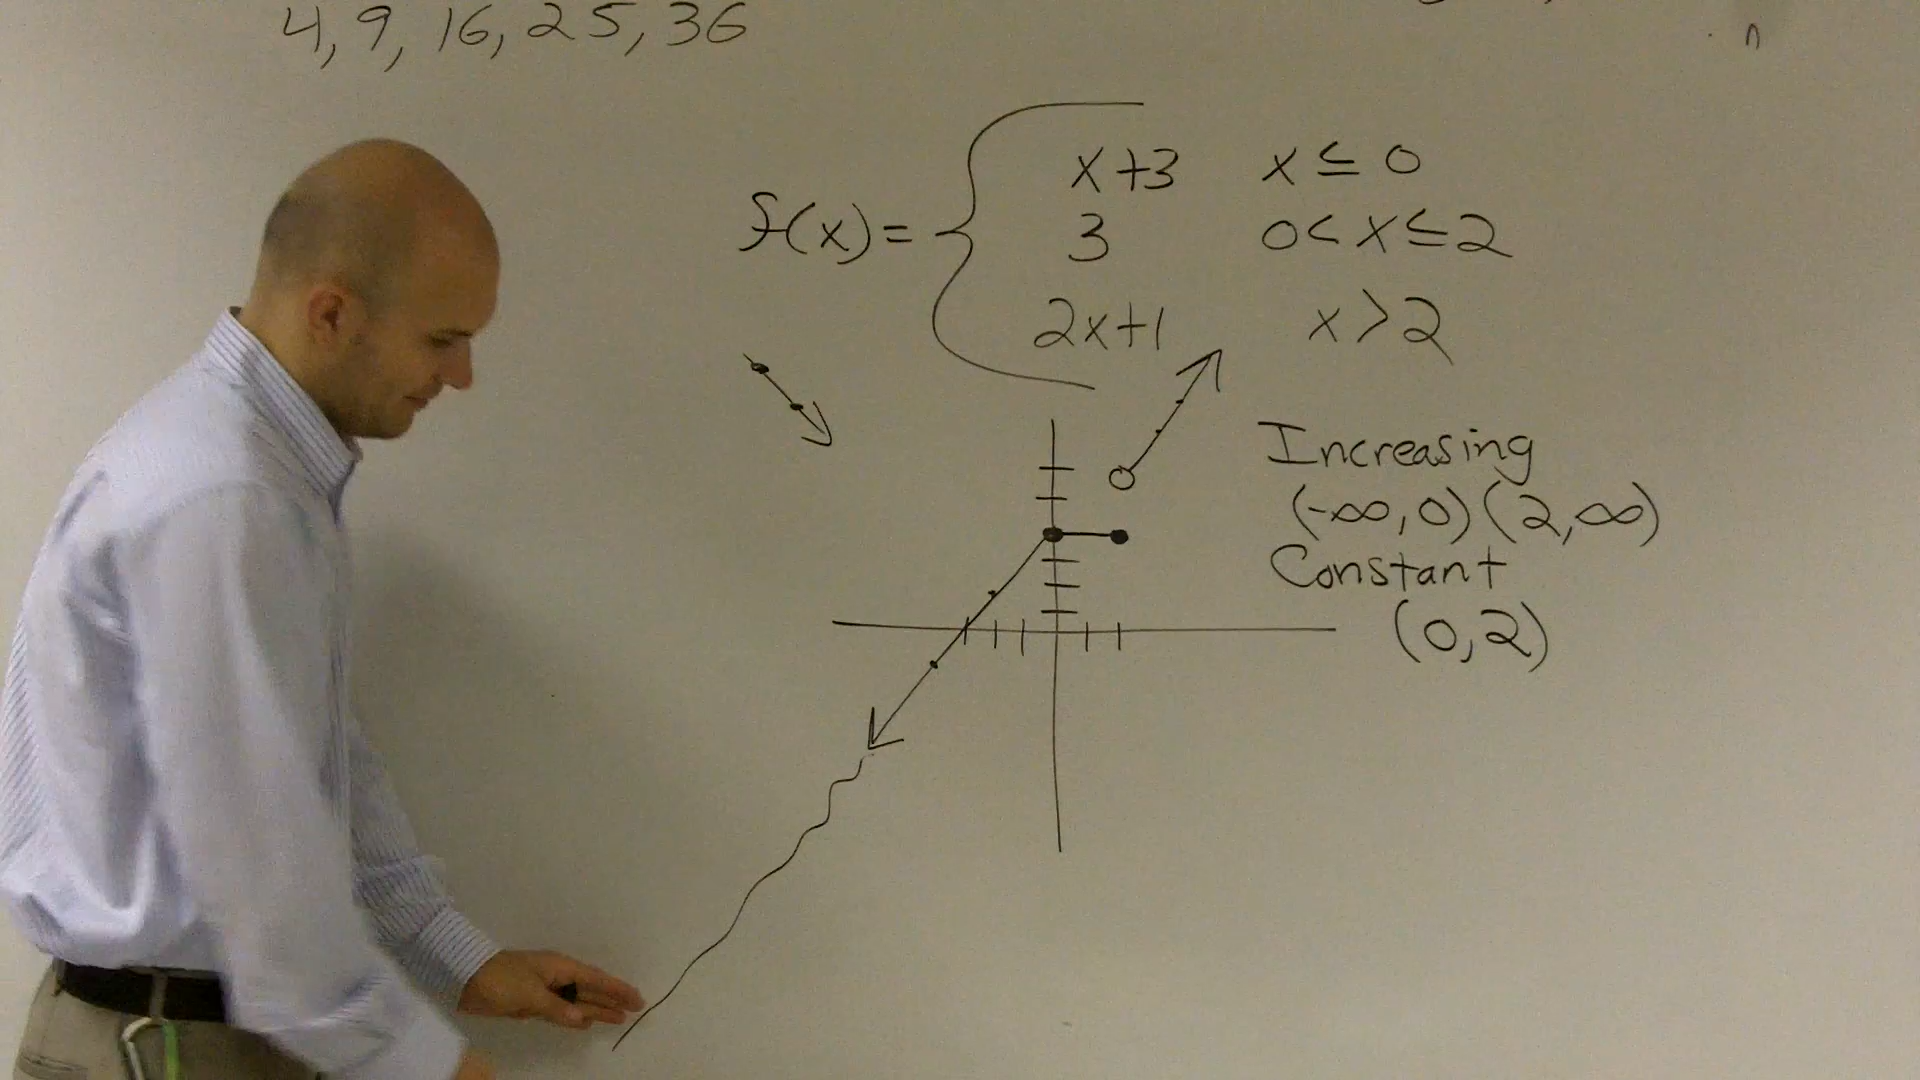 4, 9, 16, 25, 36
n
x+3 x ≤ 0
f(x) = { 3 0 < x ≤ 2
2x+1 x > 2
Increasing
(-∞, 0) (2, ∞)
Constant
(0, 2)